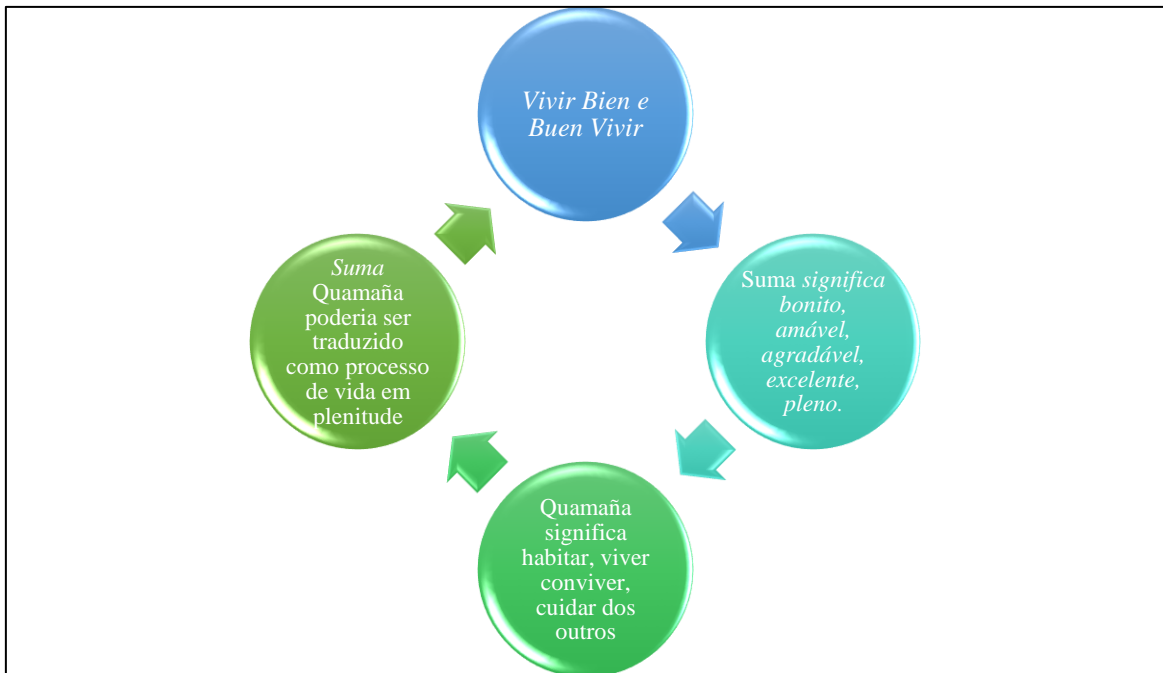 Vivir Bien e
Buen Vivir
Suma significa
bonito,
amável,
agradável,
excelente,
pleno.
Quamaña
significa
habitar, viver
conviver,
cuidar dos
outros
Suma
Quamaña
poderia ser
traduzido
como processo
de vida em
plenitude